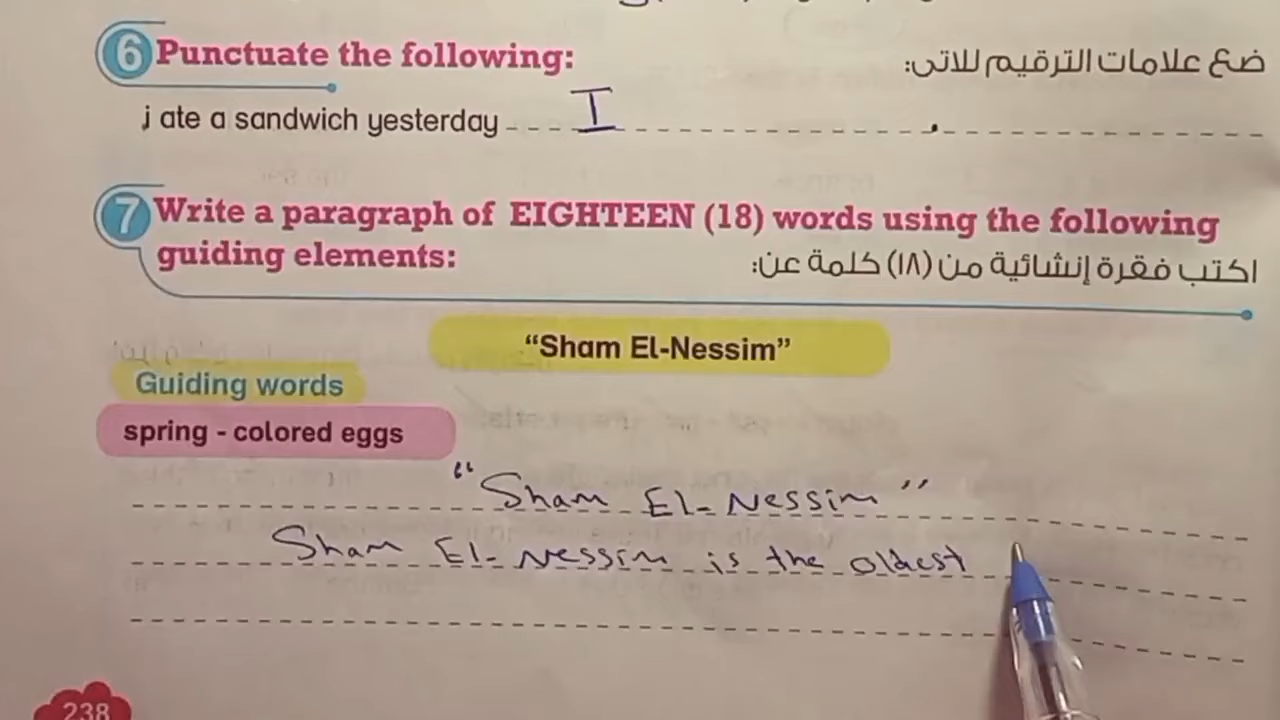 6 Punctuate the following:
ضع علامات الترقيم للاتى:
i ate a sandwich yesterday I .
7 Write a paragraph of EIGHTEEN (18) words using the following
guiding elements:
اكتب فقرة إنشائية من (١٨) كلمة عن:
“Sham El-Nessim”
Guiding words
spring - colored eggs
“Sham El-Nessim”
Sham El-Nessim is the oldest
238